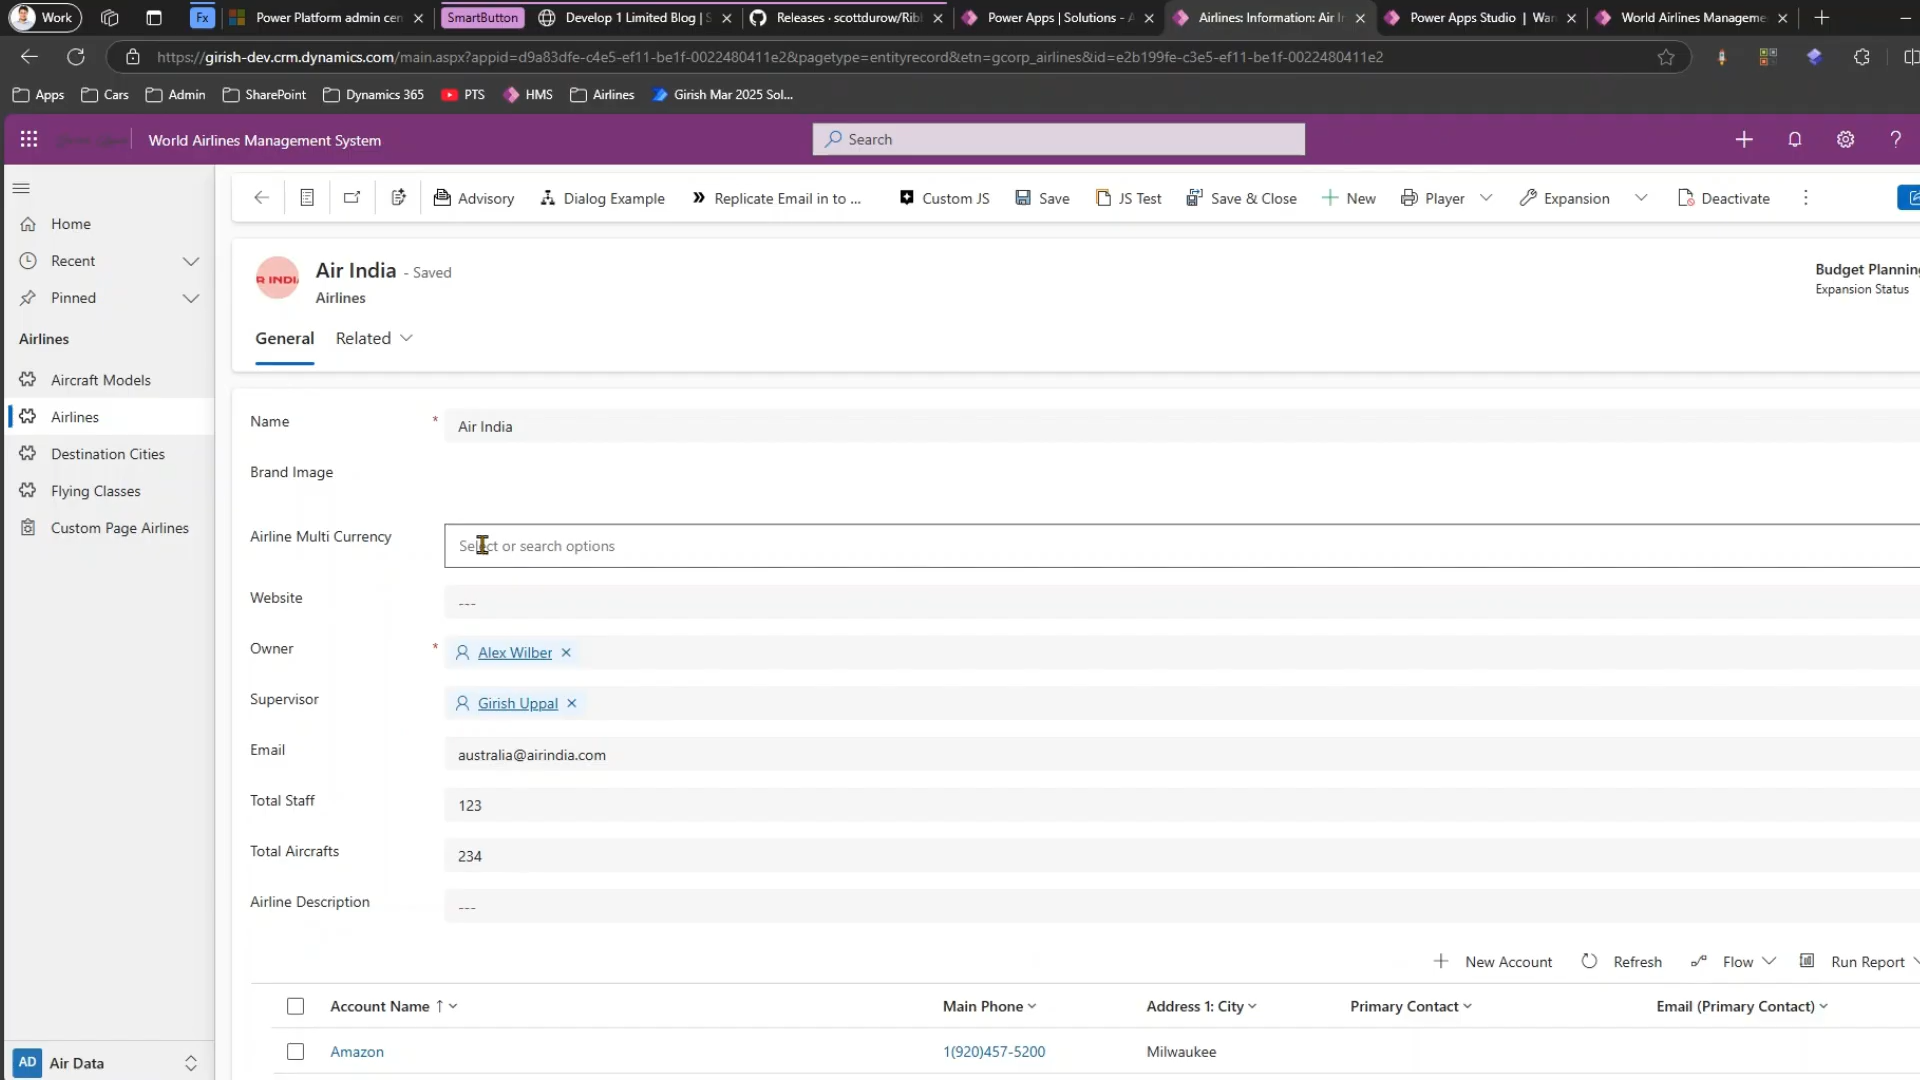 Work
Fx
Power Platform admin cen
SmartButton
Develop 1 Limited Blog | S
Releases · scottdurow/Ribl
Power Apps | Solutions - A
Airlines: Information: Air I
Power Apps Studio | Wa
World Airlines Manageme
https://girish-dev.crm.dynamics.com/main.aspx?appid=d9a83dfe-c4e5-ef11-be1f-0022480411e2&pagetype=entityrecord&etn=gcorp_airlines&id=e2b199fe-c3e5-ef11-be1f-0022480411e2
Apps
Cars
Admin
SharePoint
Dynamics 365
PTS
HMS
Airlines
Girish Mar 2025 Sol...
World Airlines Management System
Search
Advisory
Dialog Example
Replicate Email in to ...
Custom JS
Save
JS Test
Save & Close
New
Player
Expansion
Deactivate
Home
Recent
Pinned
Airlines
Aircraft Models
Airlines
Destination Cities
Flying Classes
Custom Page Airlines
AD Air Data
R INDI
Air India - Saved
Airlines
Budget Planning
Expansion Status
General
Related
Name * Air India
Brand Image
Airline Multi Currency Select or search options
Website ---
Owner * Alex Wilber
Supervisor Girish Uppal
Email australia@airindia.com
Total Staff 123
Total Aircrafts 234
Airline Description ---
New Account
Refresh
Flow
Run Report
Account Name ↑
Main Phone
Address 1: City
Primary Contact
Email (Primary Contact)
Amazon
1(920)457-5200
Milwaukee